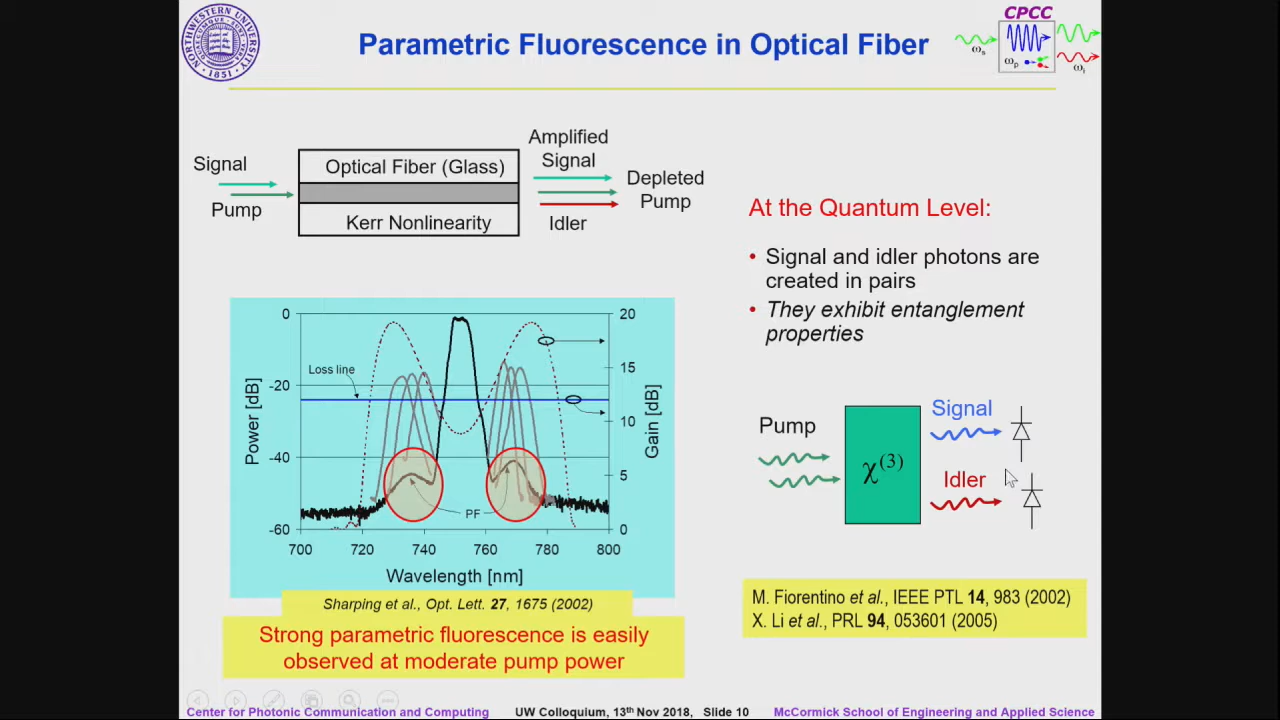 NORTHWESTERN UNIVERSITY
• 1851 •
Parametric Fluorescence in Optical Fiber
CPCC
ωs
ωp
ωi
Signal
Pump
Optical Fiber (Glass)
Kerr Nonlinearity
Amplified
Signal
Idler
Depleted
Pump
At the Quantum Level:
• Signal and idler photons are
created in pairs
• They exhibit entanglement
properties
Power [dB]
0
-20
-40
-60
Loss line
PF
20
15
10
5
0
Gain [dB]
700 720 740 760 780 800
Wavelength [nm]
Sharping et al., Opt. Lett. 27, 1675 (2002)
Strong parametric fluorescence is easily
observed at moderate pump power
Pump
χ(3)
Signal
Idler
M. Fiorentino et al., IEEE PTL 14, 983 (2002)
X. Li et al., PRL 94, 053601 (2005)
Center for Photonic Communication and Computing
UW Colloquium, 13th Nov 2018, Slide 10
McCormick School of Engineering and Applied Science